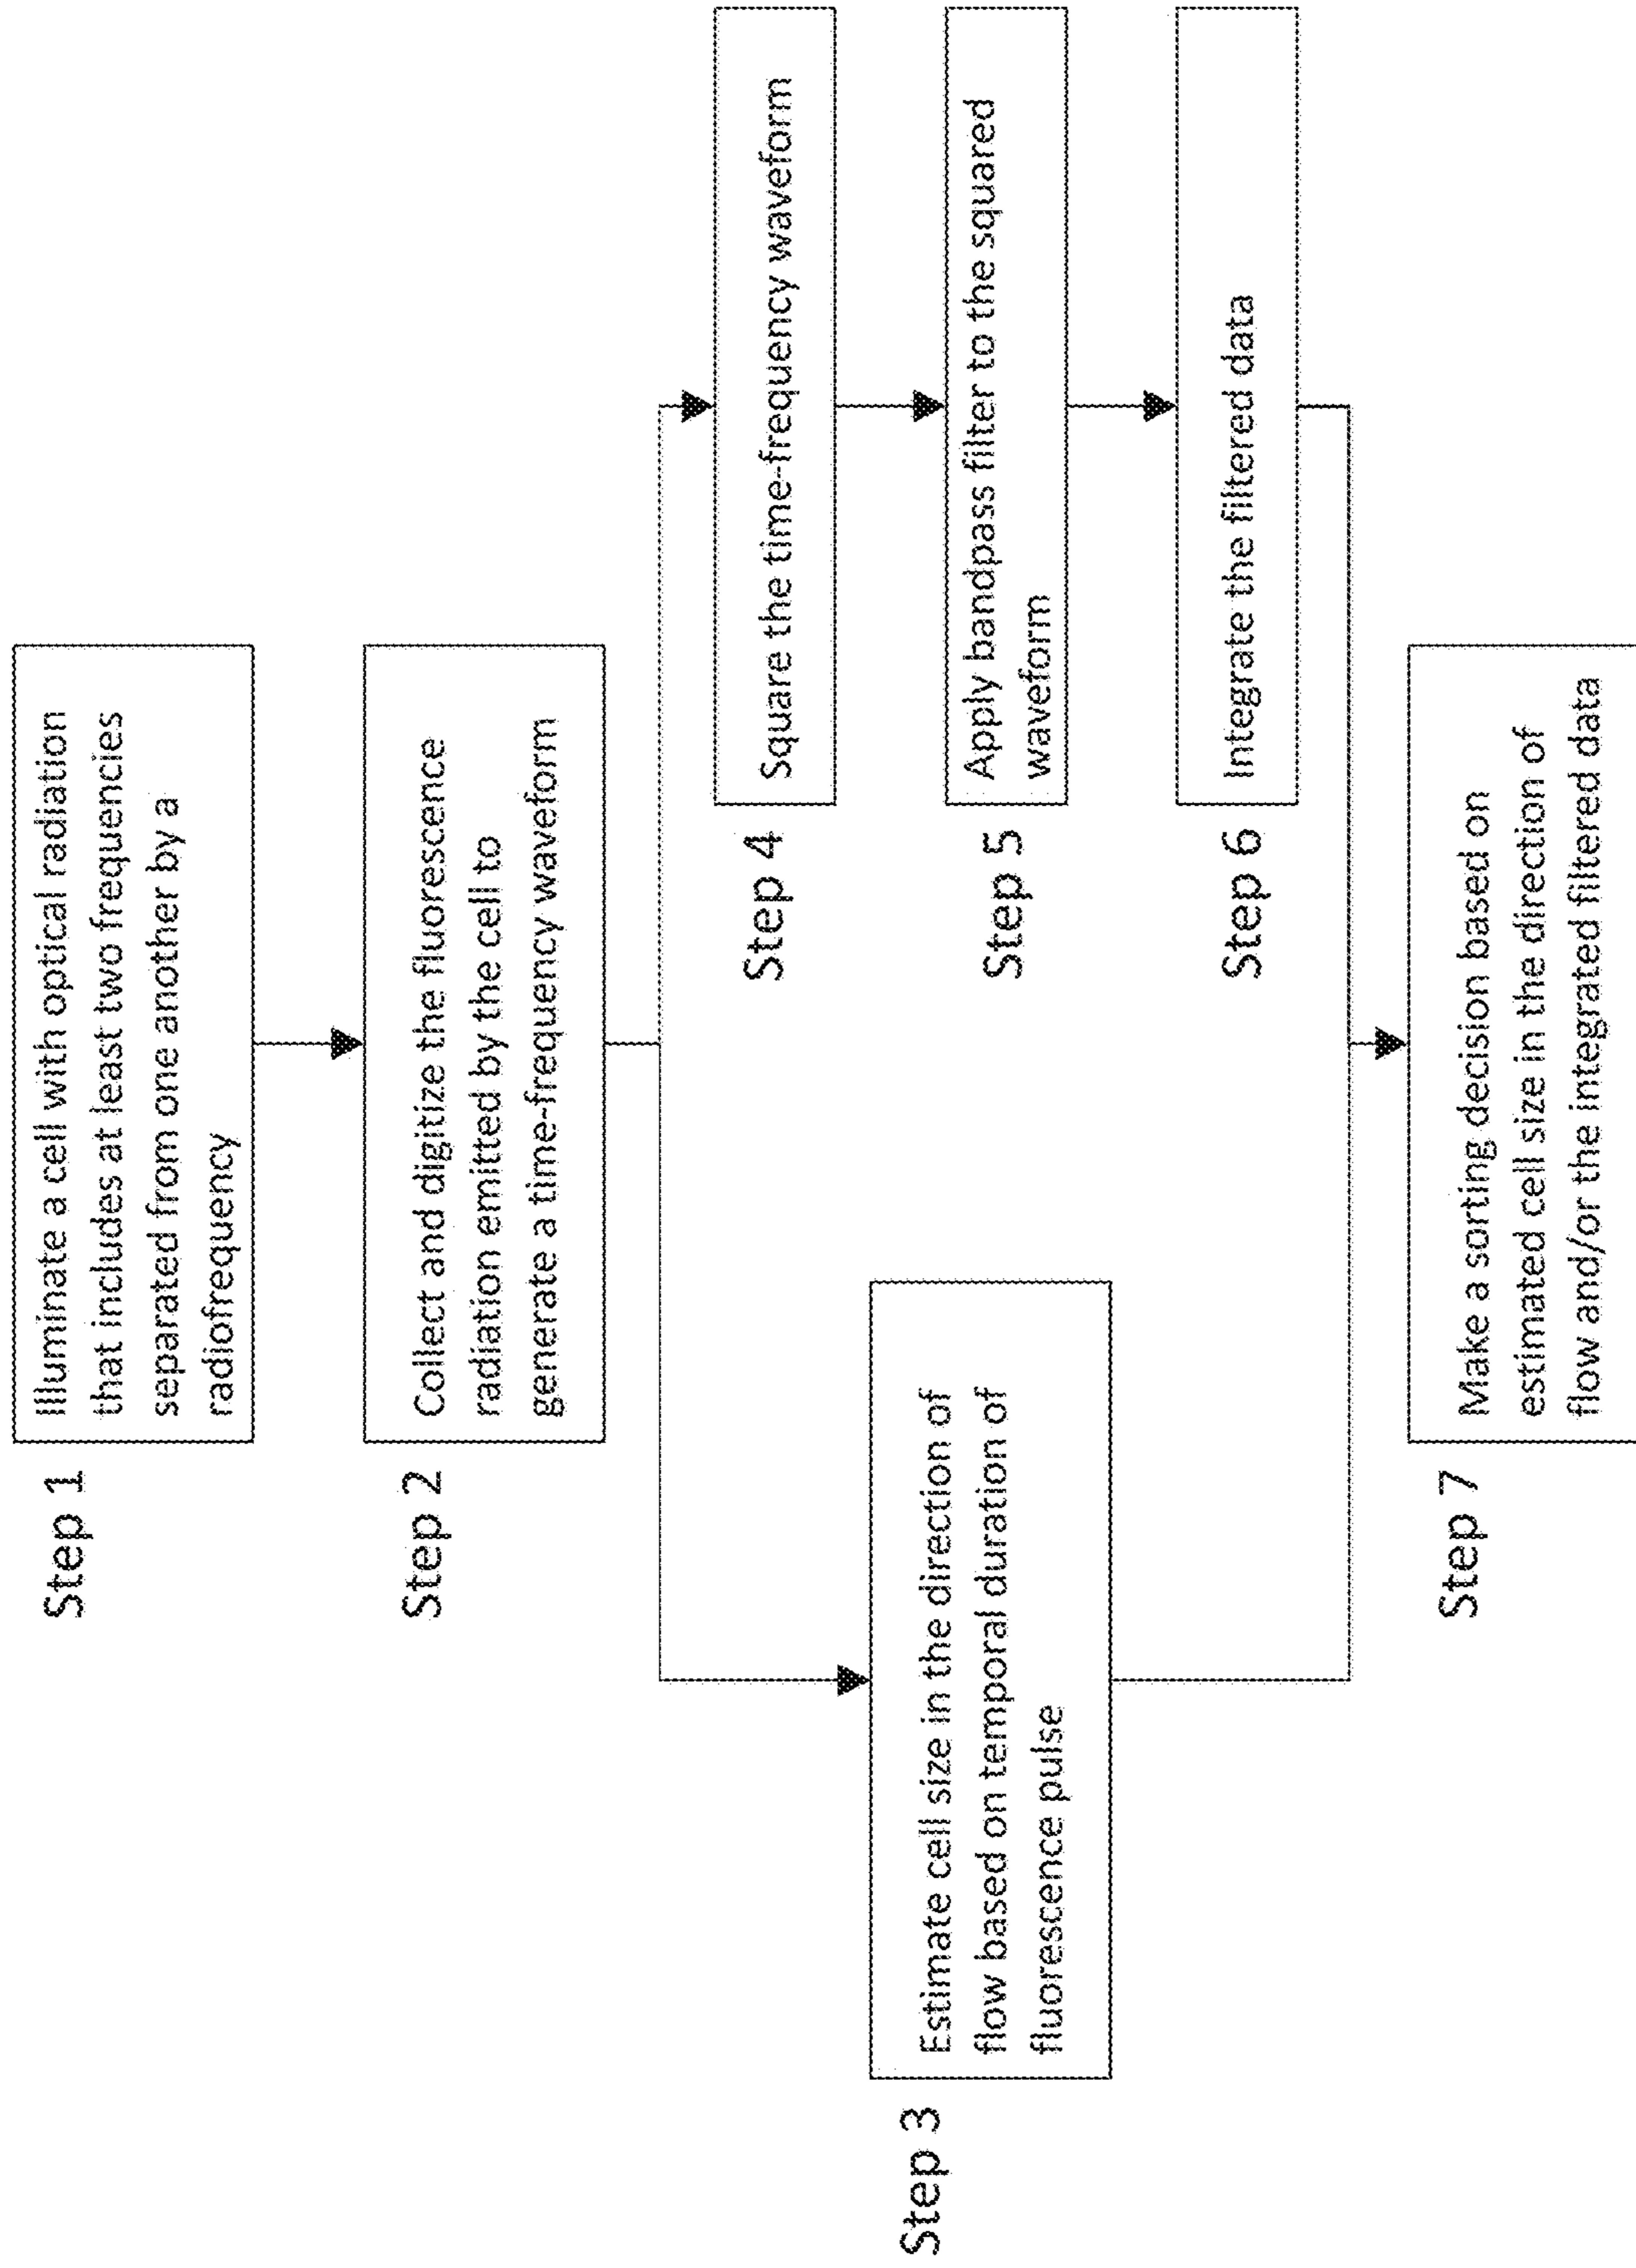 Step 1
Illuminate a cell with optical radiation
that includes at least two frequencies
separated from one another by a
radiofrequency
Step 2
Collect and digitize the fluorescence
radiation emitted by the cell to
generate a time-frequency waveform
Step 3
Estimate cell size in the direction of
flow based on temporal duration of
fluorescence pulse
Step 4
Square the time-frequency waveform
Step 5
Apply bandpass filter to the squared
waveform
Step 6
Integrate the filtered data
Step 7
Make a sorting decision based on
estimated cell size in the direction of
flow and/or the integrated filtered data